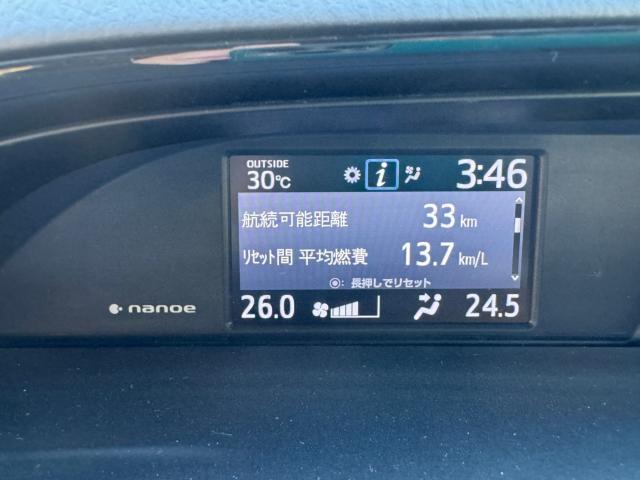 OUTSIDE
30℃ i 3:46
航続可能距離 33 km
ﾘｾｯﾄ間 平均燃費 13.7 km/L
◉: 長押しでリセット
26.0 24.5
nanoe